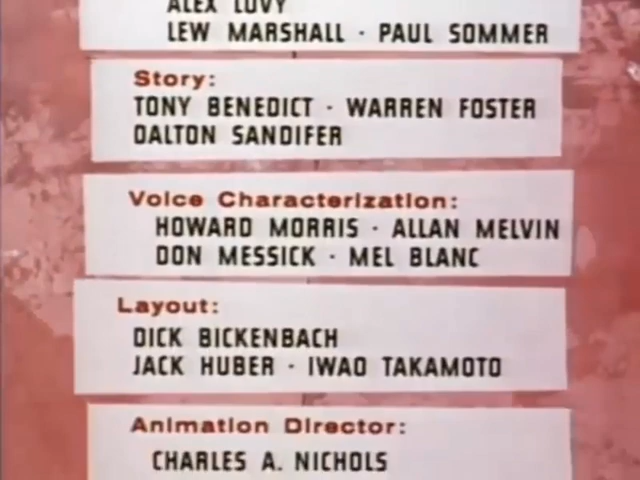 ALEX LOVY
LEW MARSHALL · PAUL SOMMER
Story:
TONY BENEDICT · WARREN FOSTER
DALTON SANDIFER
Voice Characterization:
HOWARD MORRIS · ALLAN MELVIN
DON MESSICK · MEL BLANC
Layout:
DICK BICKENBACH
JACK HUBER · IWAO TAKAMOTO
Animation Director:
CHARLES A. NICHOLS